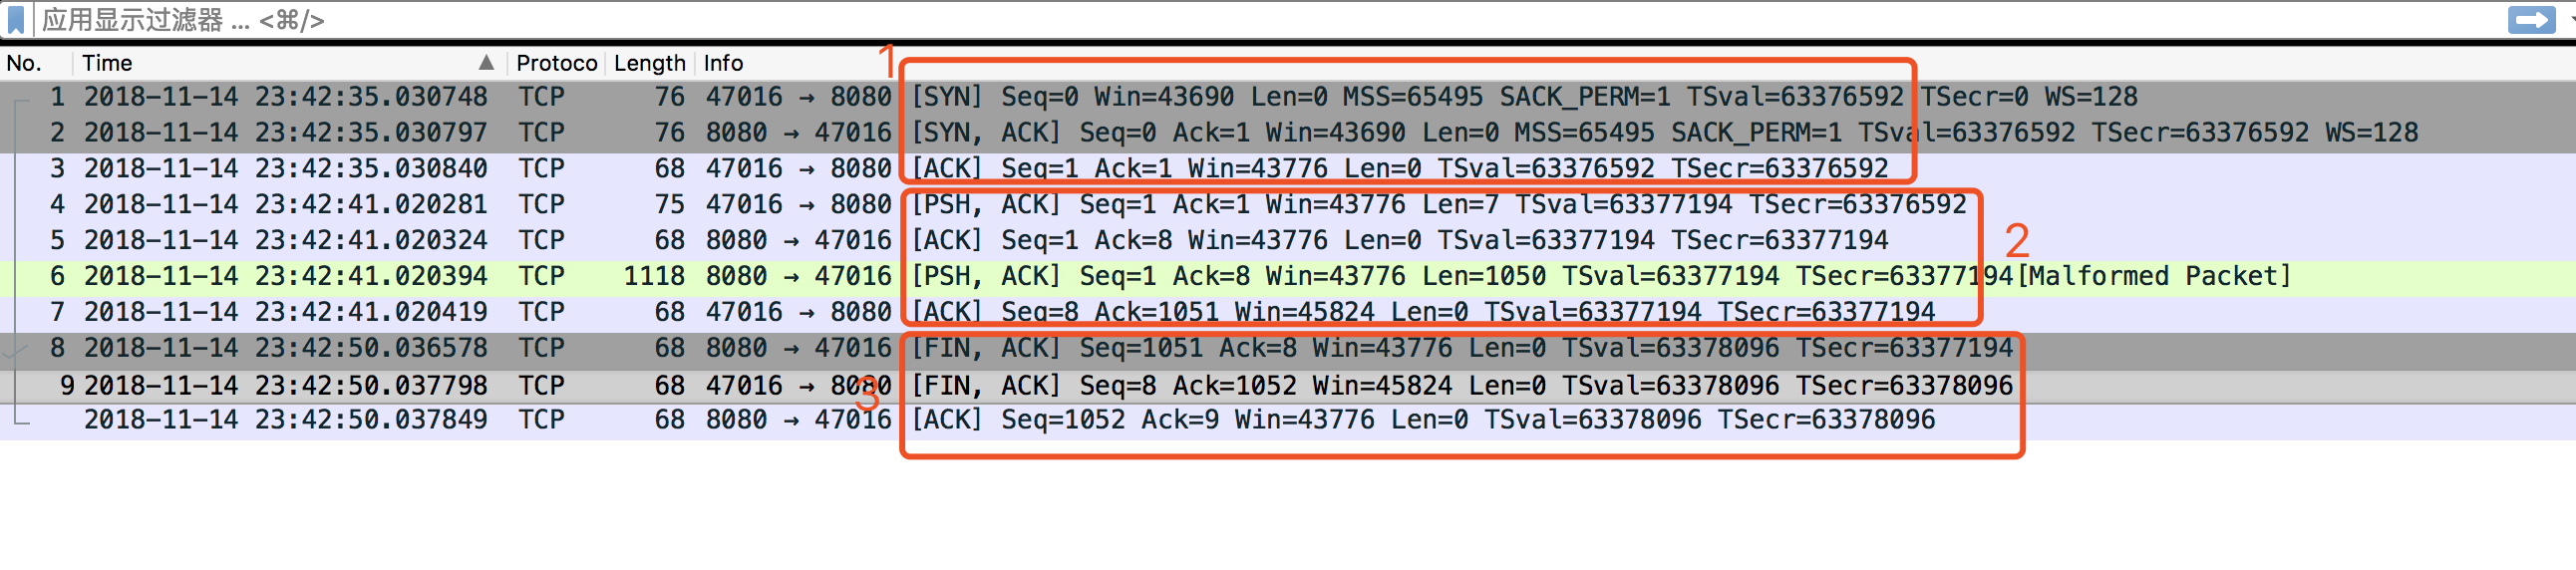 应用显示过滤器 ... <⌘/>
No. Time Protoco Length Info
1
1 2018-11-14 23:42:35.030748 TCP 76 47016 → 8080 [SYN] Seq=0 Win=43690 Len=0 MSS=65495 SACK_PERM=1 TSval=63376592 TSecr=0 WS=128
2 2018-11-14 23:42:35.030797 TCP 76 8080 → 47016 [SYN, ACK] Seq=0 Ack=1 Win=43690 Len=0 MSS=65495 SACK_PERM=1 TSval=63376592 TSecr=63376592 WS=128
3 2018-11-14 23:42:35.030840 TCP 68 47016 → 8080 [ACK] Seq=1 Ack=1 Win=43776 Len=0 TSval=63376592 TSecr=63376592
4 2018-11-14 23:42:41.020281 TCP 75 47016 → 8080 [PSH, ACK] Seq=1 Ack=1 Win=43776 Len=7 TSval=63377194 TSecr=63376592
5 2018-11-14 23:42:41.020324 TCP 68 8080 → 47016 [ACK] Seq=1 Ack=8 Win=43776 Len=0 TSval=63377194 TSecr=63377194
2
6 2018-11-14 23:42:41.020394 TCP 1118 8080 → 47016 [PSH, ACK] Seq=1 Ack=8 Win=43776 Len=1050 TSval=63377194 TSecr=63377194[Malformed Packet]
7 2018-11-14 23:42:41.020419 TCP 68 47016 → 8080 [ACK] Seq=8 Ack=1051 Win=45824 Len=0 TSval=63377194 TSecr=63377194
8 2018-11-14 23:42:50.036578 TCP 68 8080 → 47016 [FIN, ACK] Seq=1051 Ack=8 Win=43776 Len=0 TSval=63378096 TSecr=63377194
9 2018-11-14 23:42:50.037798 TCP 68 47016 → 8080 [FIN, ACK] Seq=8 Ack=1052 Win=45824 Len=0 TSval=63378096 TSecr=63378096
3
2018-11-14 23:42:50.037849 TCP 68 8080 → 47016 [ACK] Seq=1052 Ack=9 Win=43776 Len=0 TSval=63378096 TSecr=63378096